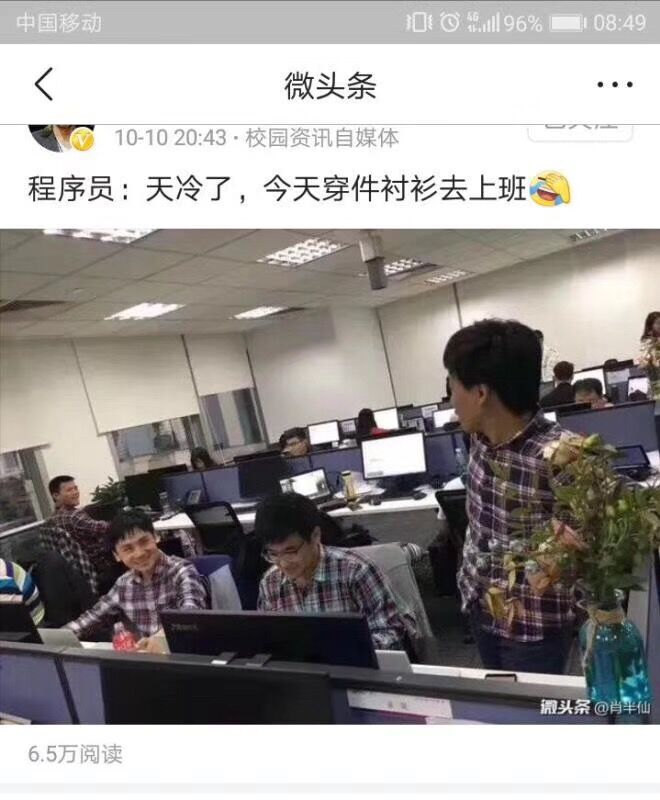 中国移动 4G 96% 08:49
微头条
10-10 20:43 · 校园资讯自媒体
程序员：天冷了，今天穿件衬衫去上班🤣
微头条 @肖半仙
6.5万阅读